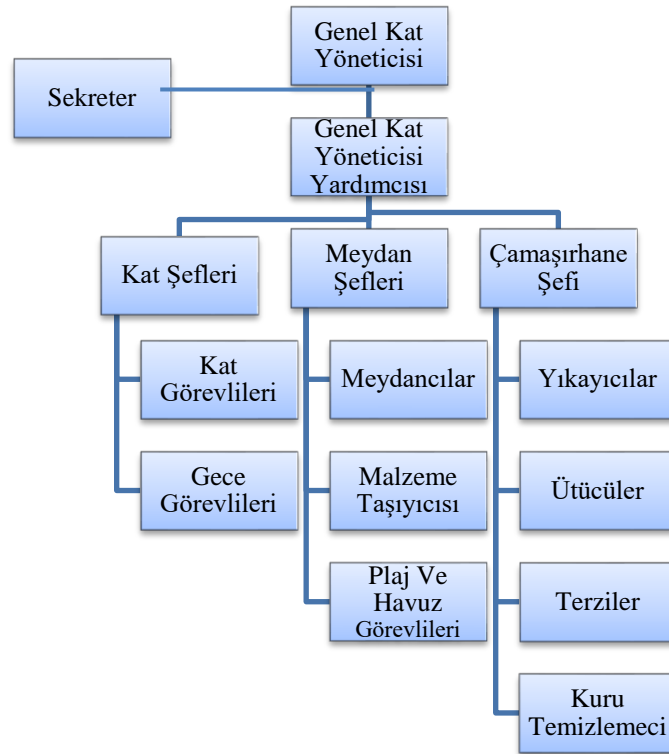 Genel Kat
Yöneticisi
Sekreter
Genel Kat
Yöneticisi
Yardımcısı
Kat Şefleri
Meydan
Şefleri
Çamaşırhane
Şefi
Kat
Görevlileri
Meydancılar
Yıkayıcılar
Gece
Görevlileri
Malzeme
Taşıyıcısı
Ütücüler
Plaj Ve
Havuz
Görevlileri
Terziler
Kuru
Temizlemeci